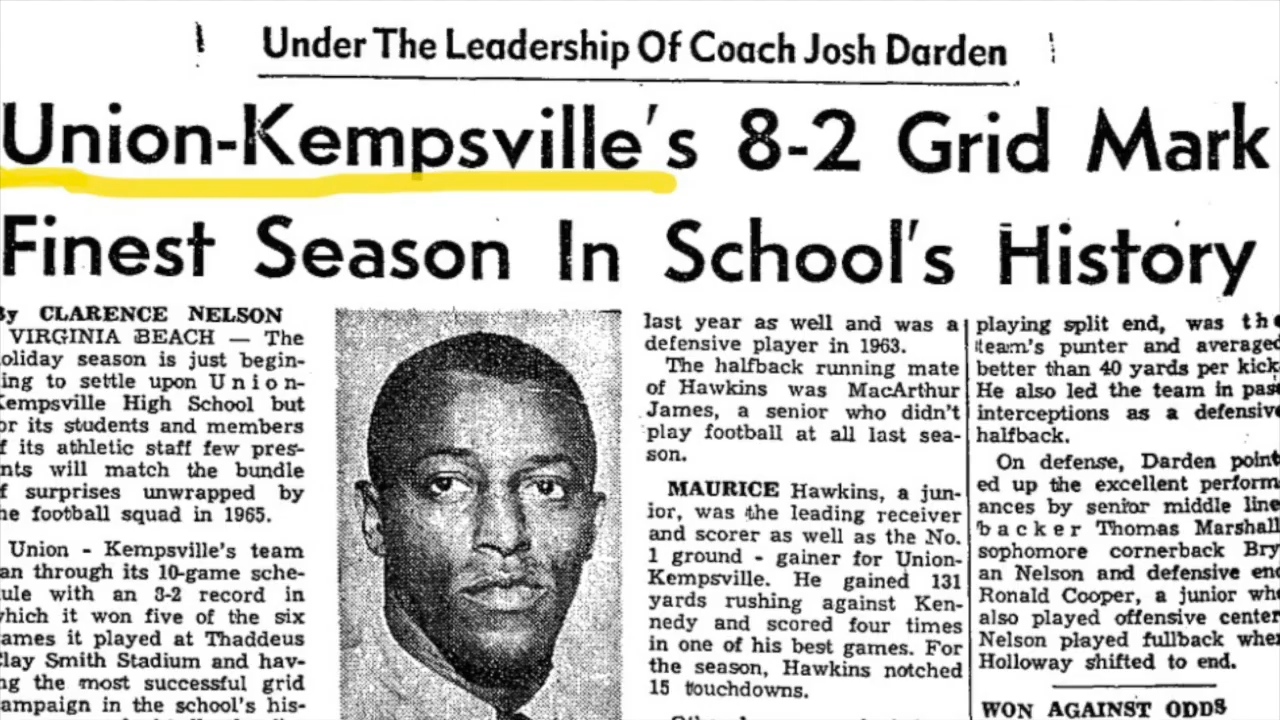 Under The Leadership Of Coach Josh Darden
Union-Kempsville's 8-2 Grid Mark
Finest Season In School's History
By CLARENCE NELSON
VIRGINIA BEACH — The
oliday season is just begin-
ing to settle upon Union-
Kempsville High School but
or its students and members
f its athletic staff few pres-
nts will match the bundle
f surprises unwrapped by
he football squad in 1965.
Union - Kempsville's team
an through its 10-game sche-
ule with an 8-2 record in
which it won five of the six
ames it played at Thaddeus
Clay Smith Stadium and hav-
ng the most successful grid
ampaign in the school's his-
last year as well and was a
defensive player in 1963.
The halfback running mate
of Hawkins was MacArthur
James, a senior who didn't
play football at all last sea-
son.
MAURICE Hawkins, a jun-
ior, was the leading receiver
and scorer as well as the No.
1 ground - gainer for Union-
Kempsville. He gained 131
yards rushing against Ken-
nedy and scored four times
in one of his best games. For
the season, Hawkins notched
15 touchdowns.
playing split end, was the
team's punter and averaged
better than 40 yards per kick.
He also led the team in pass
interceptions as a defensive
halfback.
On defense, Darden point-
ed up the excellent perform-
ances by senior middle line-
backer Thomas Marshall,
sophomore cornerback Bry-
an Nelson and defensive end
Ronald Cooper, a junior who
also played offensive center.
Nelson played fullback when
Holloway shifted to end.
WON AGAINST ODDS